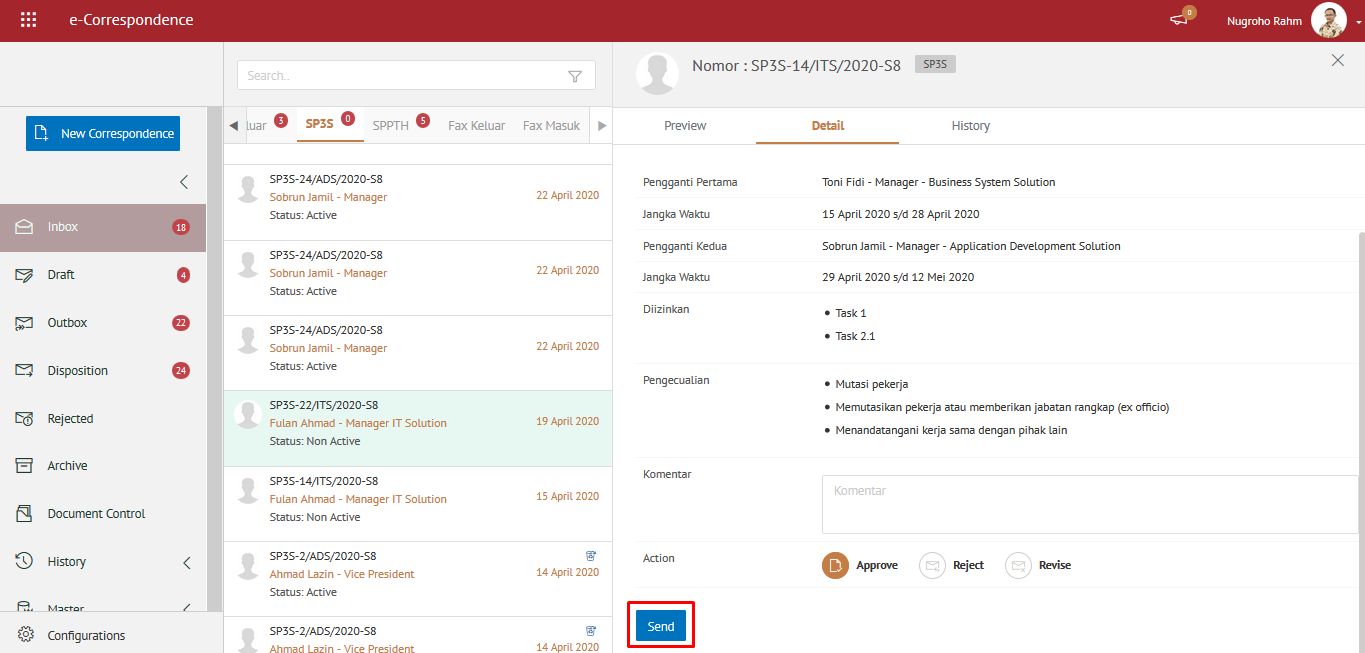 e-Correspondence
0
Nugroho Rahm
New Correspondence
Inbox 18
Draft 4
Outbox 22
Disposition 24
Rejected
Archive
Document Control
History
Master
Configurations
Search..
luar 3 SP3S 0 SPPTH 5 Fax Keluar Fax Masuk
SP3S-24/ADS/2020-S8
Sobrun Jamil - Manager 22 April 2020
Status: Active
SP3S-24/ADS/2020-S8
Sobrun Jamil - Manager 22 April 2020
Status: Active
SP3S-24/ADS/2020-S8
Sobrun Jamil - Manager 22 April 2020
Status: Active
SP3S-22/ITS/2020-S8
Fulan Ahmad - Manager IT Solution 19 April 2020
Status: Non Active
SP3S-14/ITS/2020-S8
Fulan Ahmad - Manager IT Solution 15 April 2020
Status: Non Active
SP3S-2/ADS/2020-S8
Ahmad Lazin - Vice President 14 April 2020
Status: Active
SP3S-2/ADS/2020-S8
Ahmad Lazin - Vice President 14 April 2020
Nomor : SP3S-14/ITS/2020-S8 SP3S
Preview Detail History
Pengganti Pertama Toni Fidi - Manager - Business System Solution
Jangka Waktu 15 April 2020 s/d 28 April 2020
Pengganti Kedua Sobrun Jamil - Manager - Application Development Solution
Jangka Waktu 29 April 2020 s/d 12 Mei 2020
Diizinkan • Task 1
• Task 2.1
Pengecualian • Mutasi pekerja
• Memutasikan pekerja atau memberikan jabatan rangkap (ex officio)
• Menandatangani kerja sama dengan pihak lain
Komentar
Komentar
Action Approve Reject Revise
Send